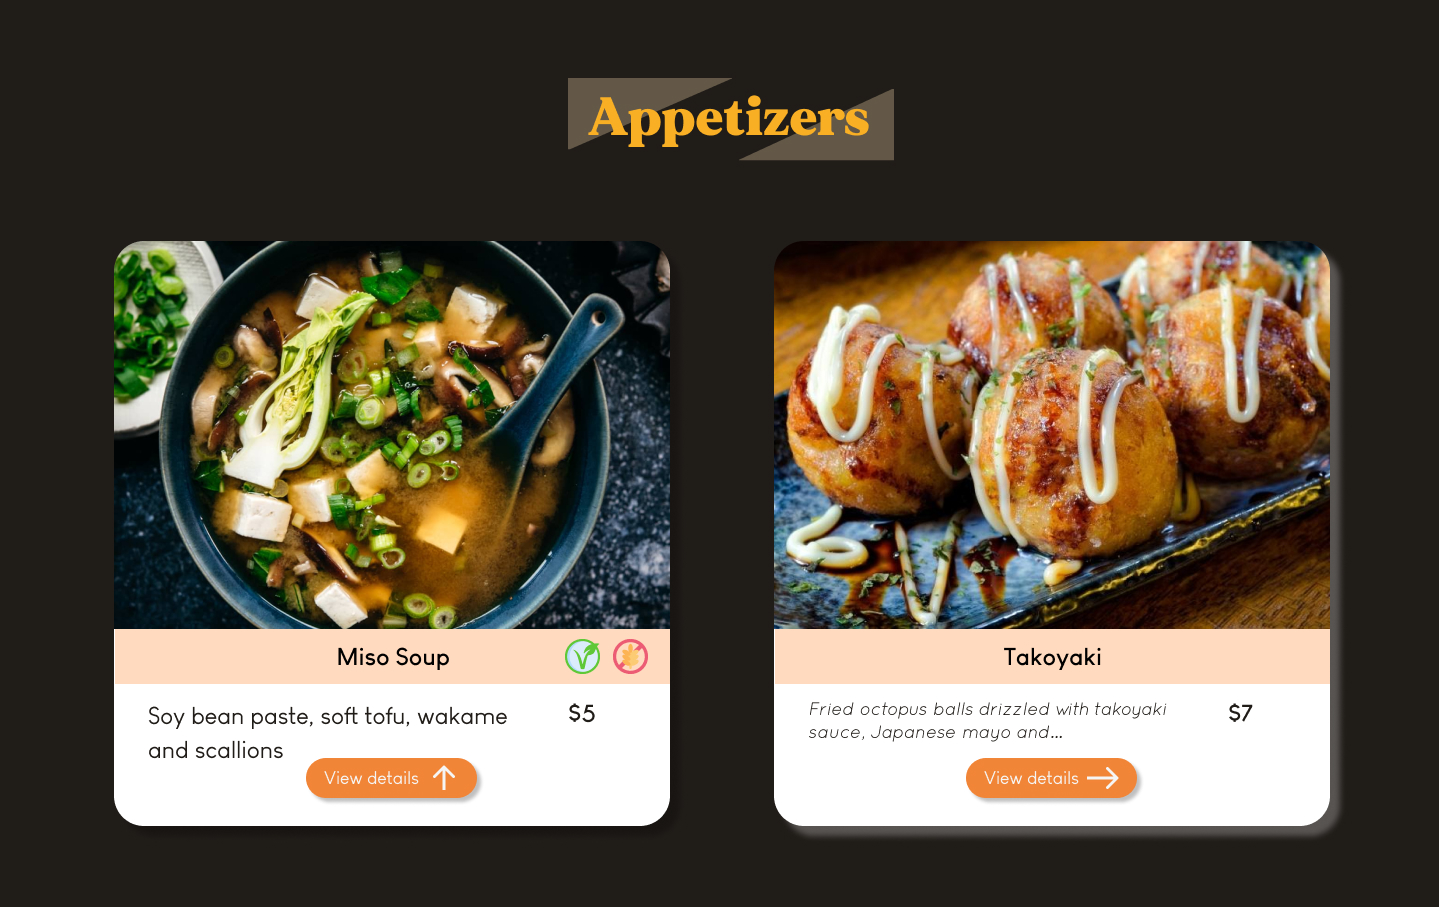 Appetizers
Miso Soup
Soy bean paste, soft tofu, wakame
and scallions
$5
View details
Takoyaki
Fried octopus balls drizzled with takoyaki
sauce, Japanese mayo and...
$7
View details